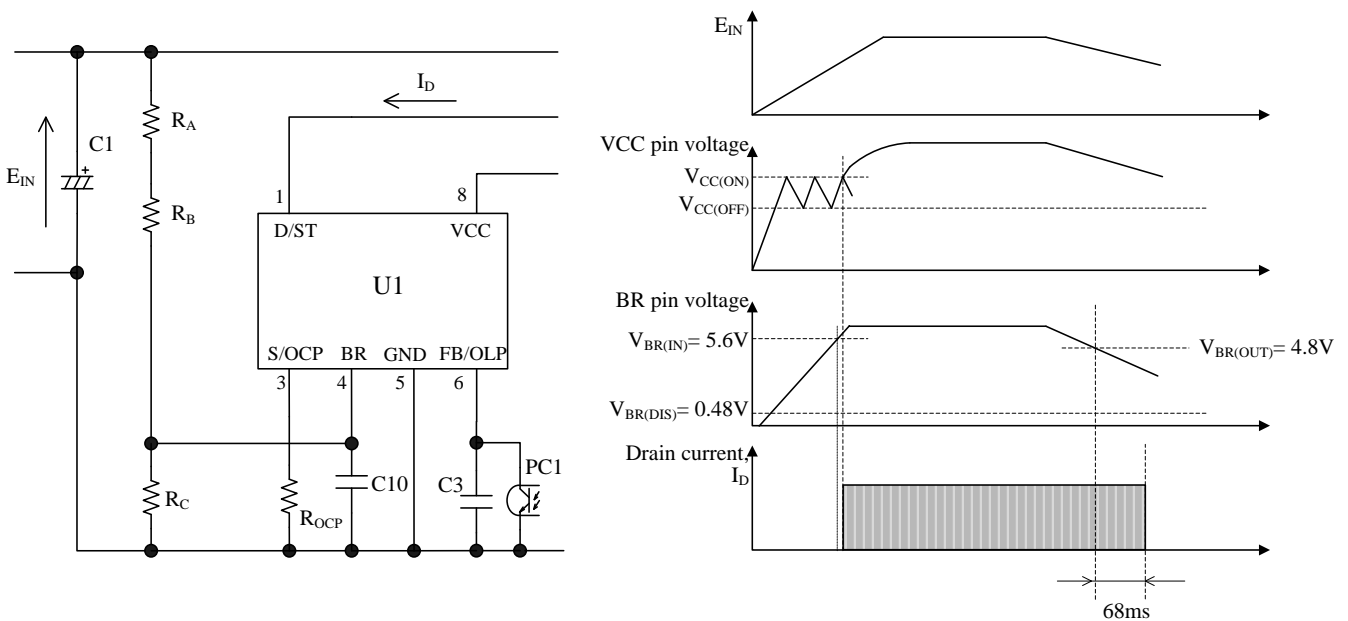 I_D
R_A
C1
+
E_IN
R_B
1
8
D/ST
VCC
U1
S/OCP
BR
GND
FB/OLP
3
4
5
6
R_C
R_OCP
C10
C3
PC1
E_IN
VCC pin voltage
V_CC(ON)
V_CC(OFF)
BR pin voltage
V_BR(IN)= 5.6V
V_BR(OUT)= 4.8V
V_BR(DIS)= 0.48V
Drain current,
I_D
68ms